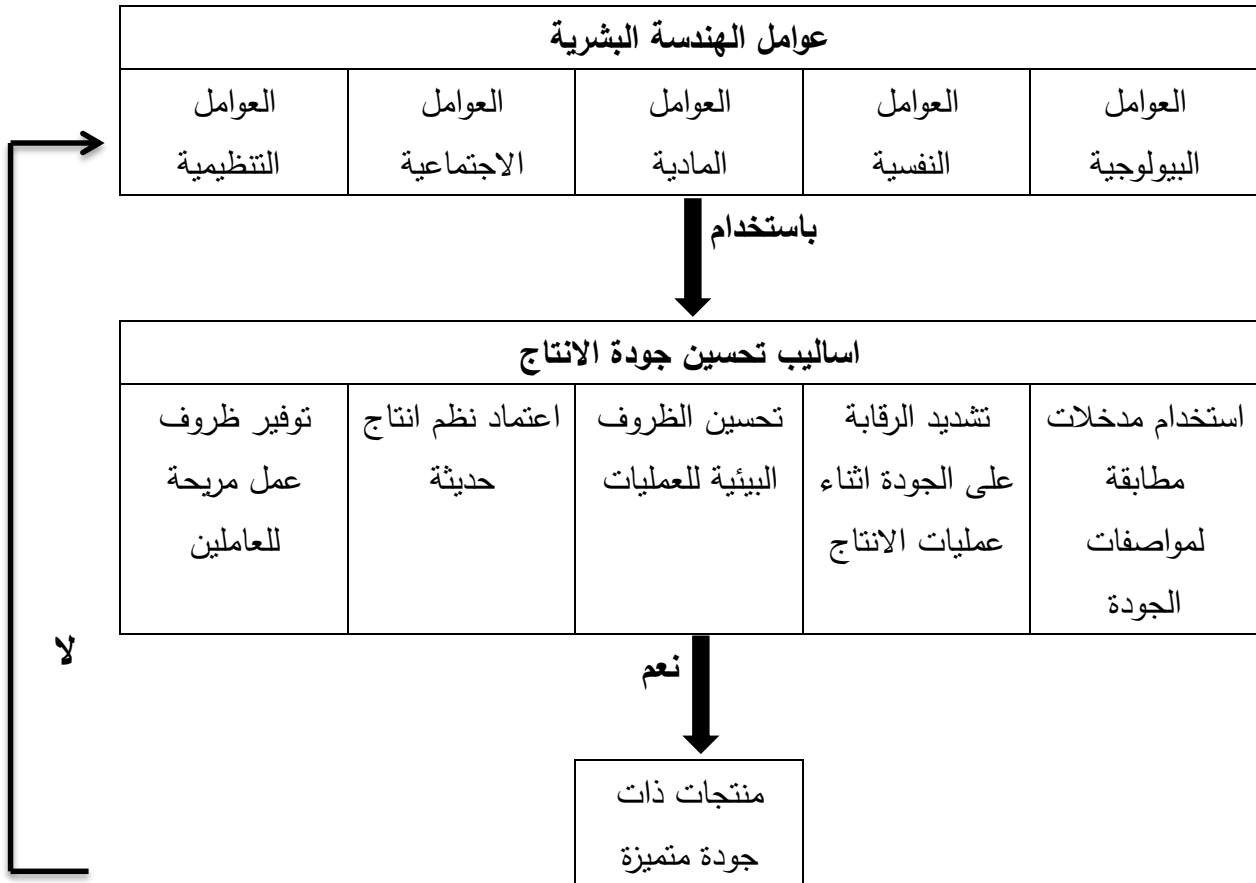 عوامل الهندسة البشرية
العوامل
البيولوجية
العوامل
النفسية
العوامل
المادية
العوامل
الاجتماعية
العوامل
التنظيمية
باستخدام
اساليب تحسين جودة الانتاج
استخدام مدخلات
مطابقة
لمواصفات
الجودة
تشديد الرقابة
على الجودة اثناء
عمليات الانتاج
تحسين الظروف
البيئية للعمليات
اعتماد نظم انتاج
حديثة
توفير ظروف
عمل مريحة
للعاملين
نعم
لا
منتجات ذات
جودة متميزة